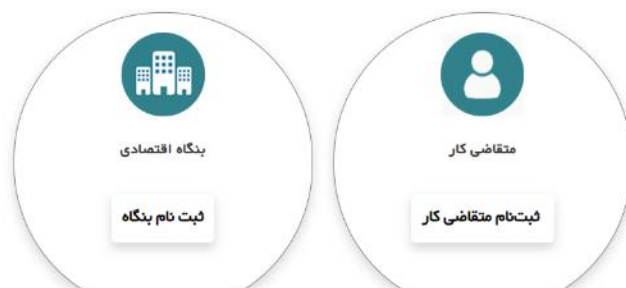 متقاضی کار
ثبت‌نام متقاضی کار
بنگاه اقتصادی
ثبت نام بنگاه